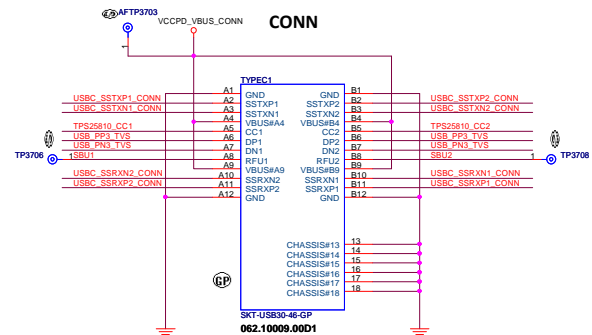 AFTP3703
VCCPD_VBUS_CONN
CONN
1
TYPEC1
A1 GND GND B1
USBC_SSTXP1_CONN A2 SSTXP1 SSTXP2 B2 USBC_SSTXP2_CONN
USBC_SSTXN1_CONN A3 SSTXN1 SSTXN2 B3 USBC_SSTXN2_CONN
A4 VBUS#A4 VBUS#B4 B4
TPS25810_CC1 A5 CC1 CC2 B5 TPS25810_CC2
USB_PP3_TVS A6 DP1 DP2 B6 USB_PP3_TVS
USB_PN3_TVS A7 DN1 DN2 B7 USB_PN3_TVS
TP3706 1 SBU1 A8 RFU1 RFU2 B8 SBU2 1 TP3708
A9 VBUS#A9 VBUS#B9 B9
USBC_SSRXN2_CONN A10 SSRXN2 SSRXN1 B10 USBC_SSRXN1_CONN
USBC_SSRXP2_CONN A11 SSRXP2 SSRXP1 B11 USBC_SSRXP1_CONN
A12 GND GND B12
CHASSIS#13 13
CHASSIS#14 14
CHASSIS#15 15
CHASSIS#16 16
CHASSIS#17 17
CHASSIS#18 18
GP
SKT-USB30-46-GP
062.10009.00D1